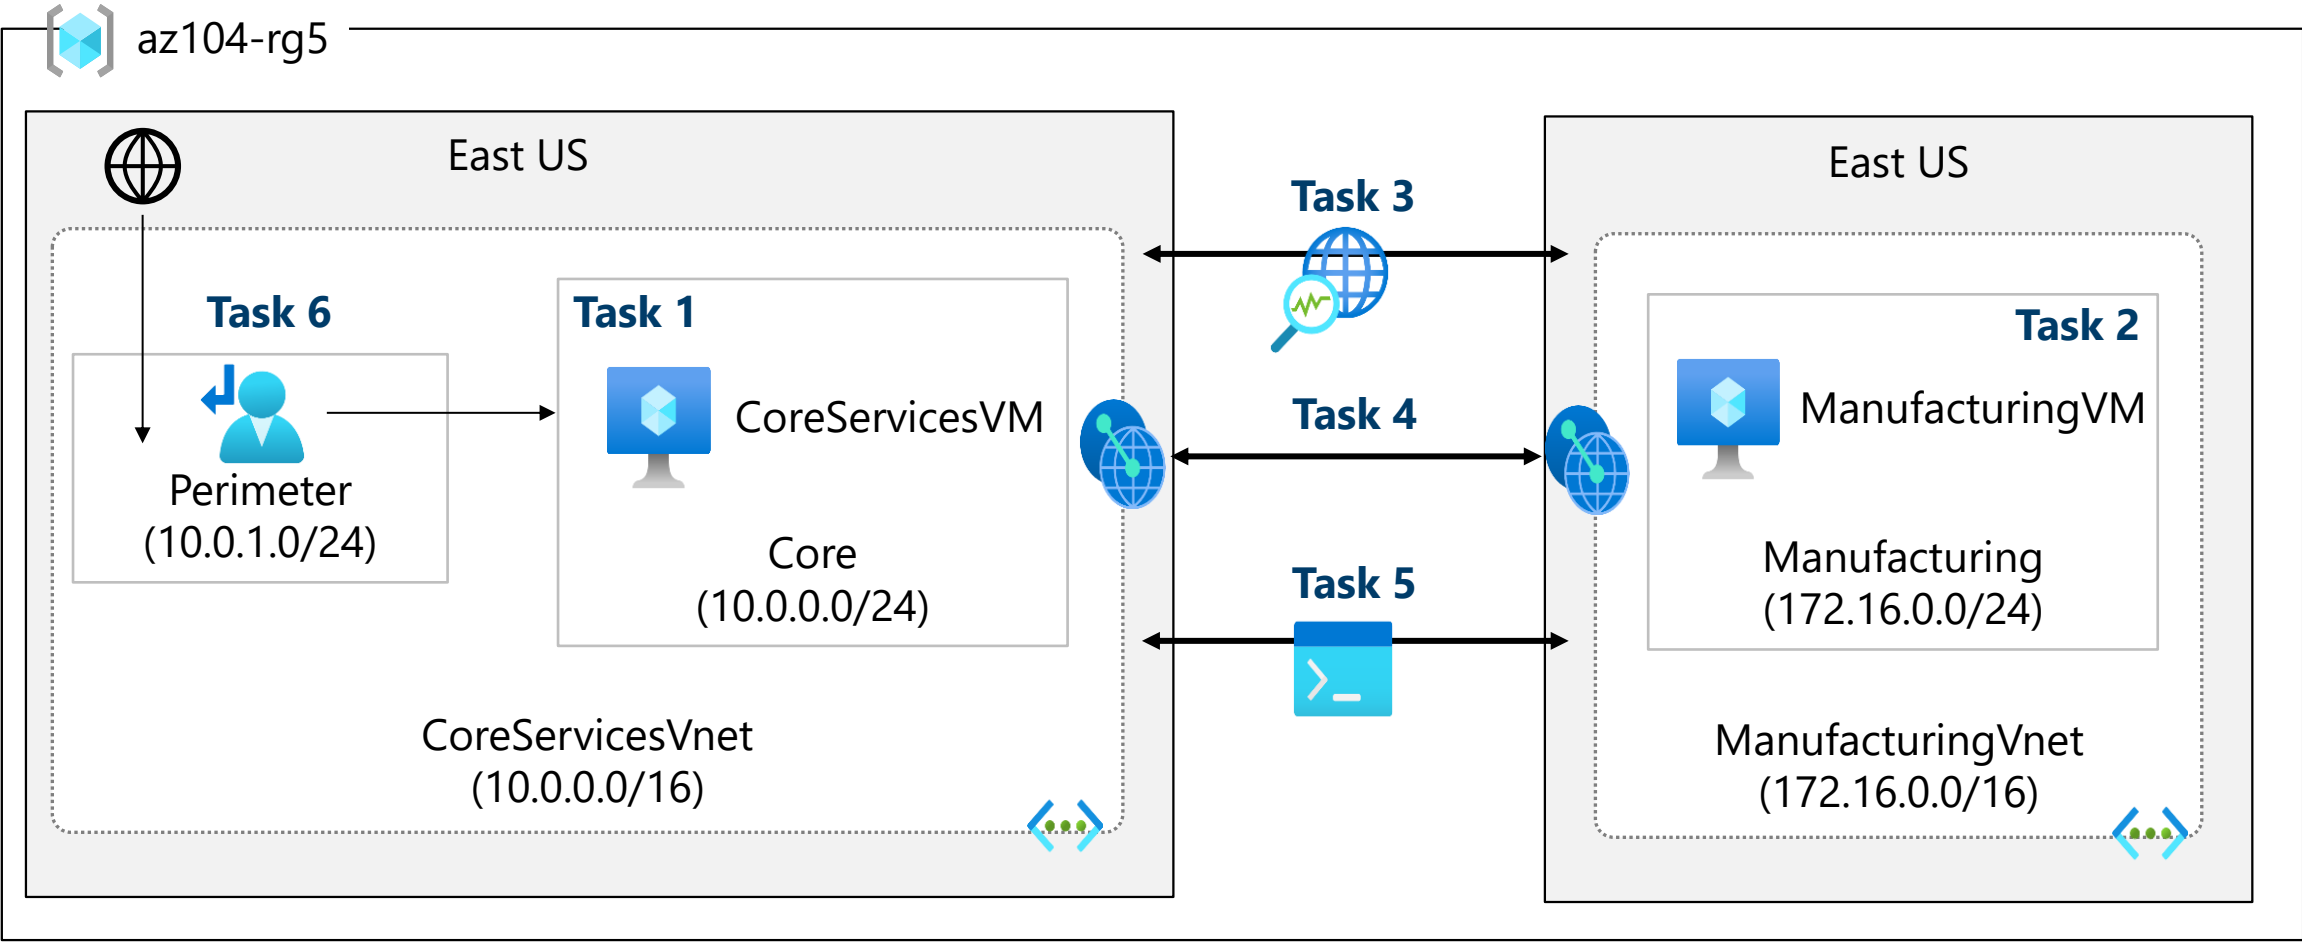 az104-rg5
East US
Task 6
Task 1
CoreServicesVM
Perimeter
(10.0.1.0/24)
Core
(10.0.0.0/24)
CoreServicesVnet
(10.0.0.0/16)
Task 3
Task 4
Task 5
East US
Task 2
ManufacturingVM
Manufacturing
(172.16.0.0/24)
ManufacturingVnet
(172.16.0.0/16)